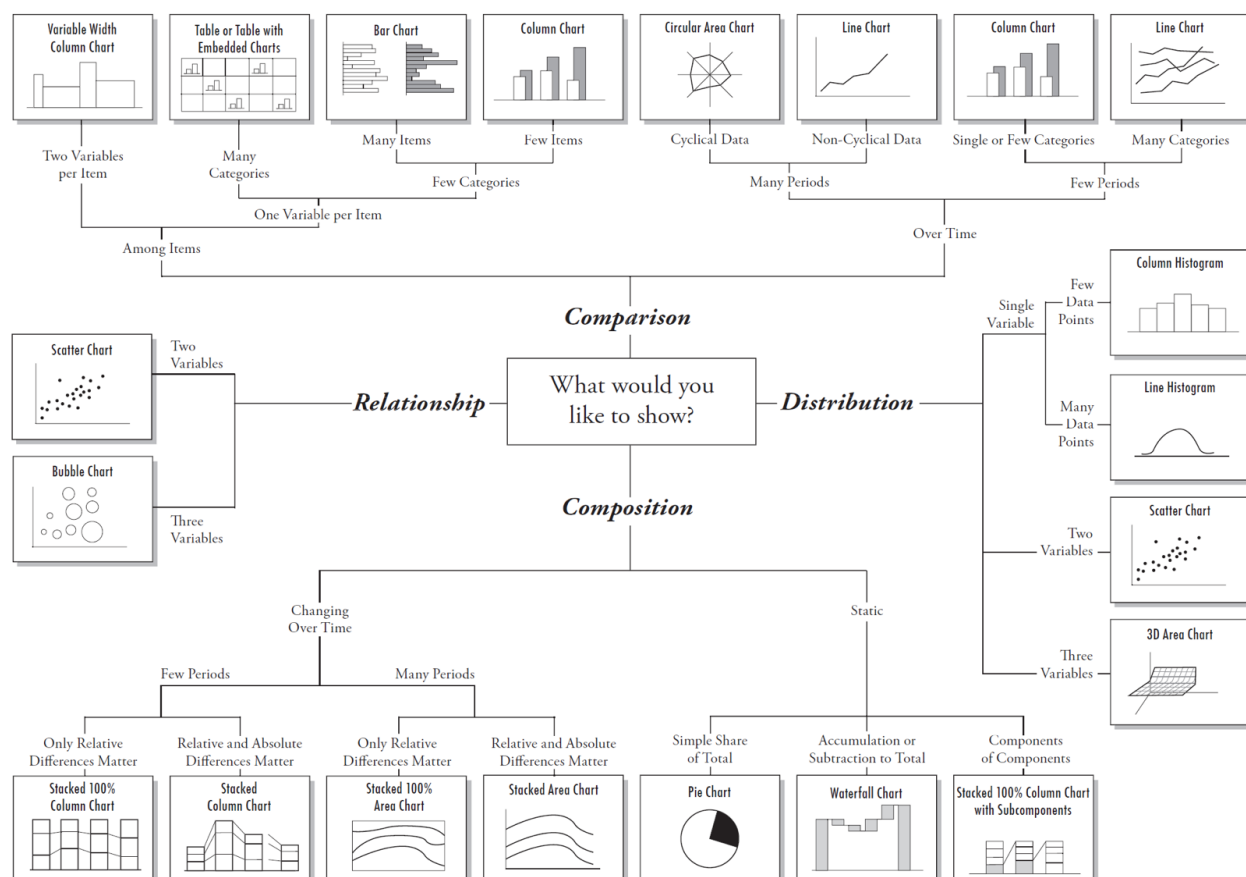 Variable Width
Column Chart
Table or Table with
Embedded Charts
Bar Chart
Column Chart
Circular Area Chart
Line Chart
Column Chart
Line Chart
Two Variables
per Item
Many
Categories
Many Items
Few Items
Cyclical Data
Non-Cyclical Data
Single or Few Categories
Many Categories
Few Categories
Many Periods
Few Periods
One Variable per Item
Among Items
Over Time
Comparison
What would you
like to show?
Relationship
Two
Variables
Scatter Chart
Three
Variables
Bubble Chart
Distribution
Single
Variable
Few
Data
Points
Column Histogram
Many
Data
Points
Line Histogram
Two
Variables
Scatter Chart
Three
Variables
3D Area Chart
Composition
Changing
Over Time
Static
Few Periods
Many Periods
Only Relative
Differences Matter
Relative and Absolute
Differences Matter
Only Relative
Differences Matter
Relative and Absolute
Differences Matter
Simple Share
of Total
Accumulation or
Subtraction to Total
Components
of Components
Stacked 100%
Column Chart
Stacked
Column Chart
Stacked 100%
Area Chart
Stacked Area Chart
Pie Chart
Waterfall Chart
Stacked 100% Column Chart
with Subcomponents